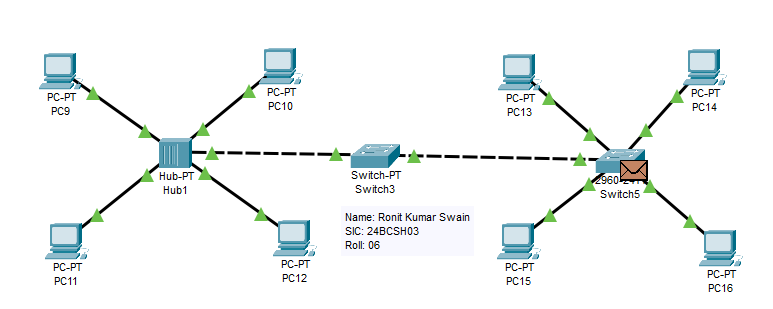 PC-PT
PC9
PC-PT
PC10
PC-PT
PC13
PC-PT
PC14
Hub-PT
Hub1
Switch-PT
Switch3
Switch5
Name: Ronit Kumar Swain
SIC: 24BCSH03
Roll: 06
PC-PT
PC11
PC-PT
PC12
PC-PT
PC15
PC-PT
PC16